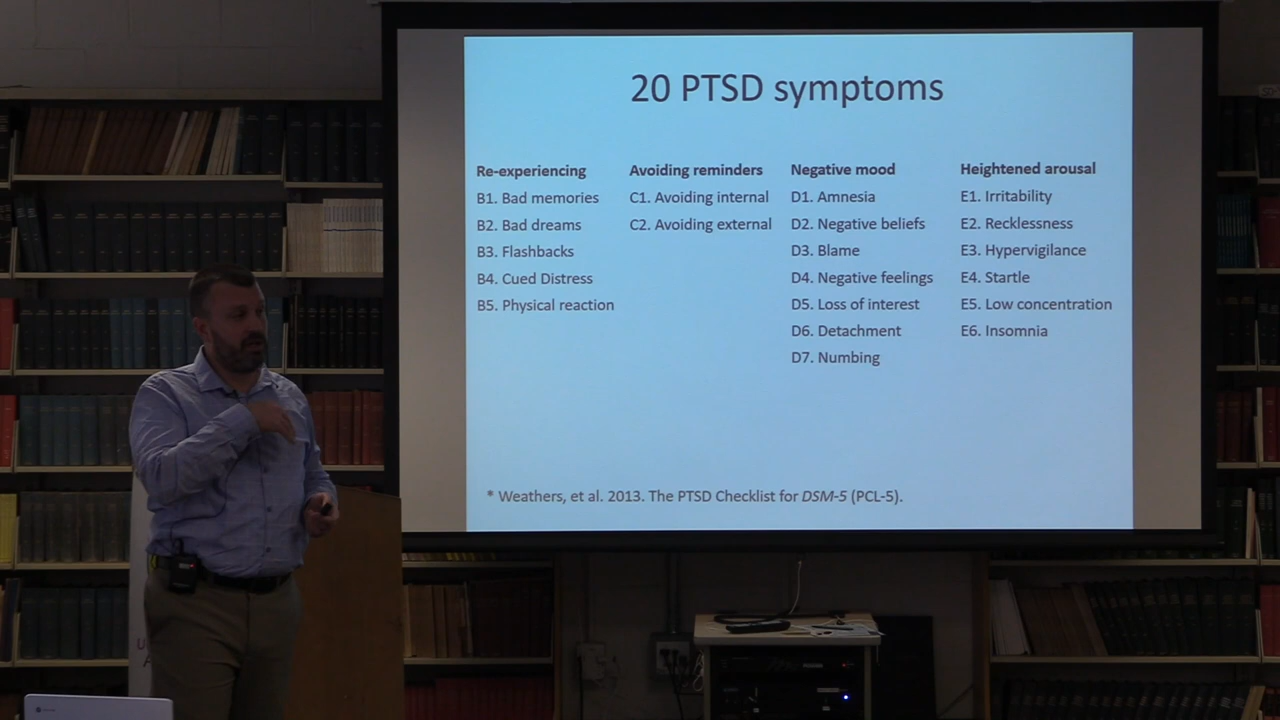 20 PTSD symptoms
Re-experiencing
B1. Bad memories
B2. Bad dreams
B3. Flashbacks
B4. Cued Distress
B5. Physical reaction
Avoiding reminders
C1. Avoiding internal
C2. Avoiding external
Negative mood
D1. Amnesia
D2. Negative beliefs
D3. Blame
D4. Negative feelings
D5. Loss of interest
D6. Detachment
D7. Numbing
Heightened arousal
E1. Irritability
E2. Recklessness
E3. Hypervigilance
E4. Startle
E5. Low concentration
E6. Insomnia
* Weathers, et al. 2013. The PTSD Checklist for DSM-5 (PCL-5).